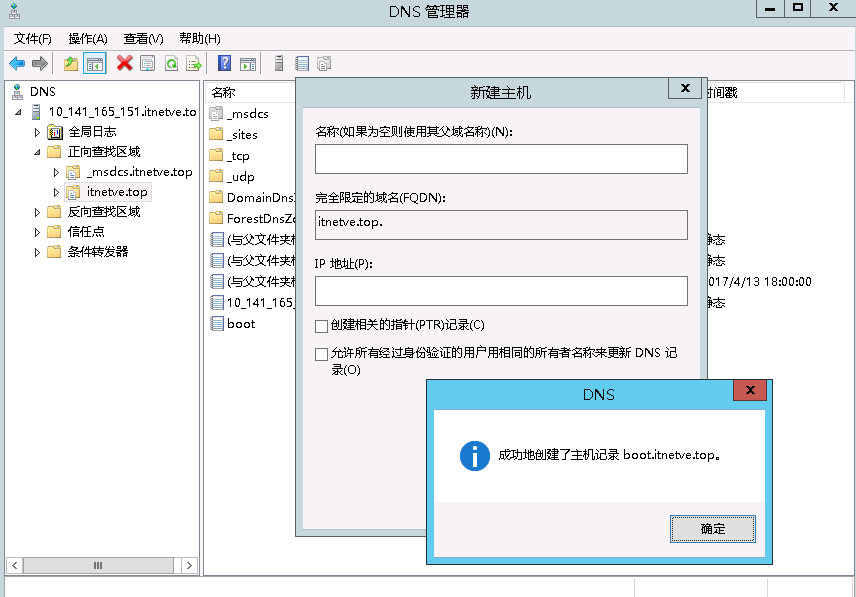 DNS 管理器
文件(F) 操作(A) 查看(V) 帮助(H)
DNS
10_141_165_151.itnetve.to
全局日志
正向查找区域
_msdcs.itnetve.top
itnetve.top
反向查找区域
信任点
条件转发器
名称
_msdcs
_sites
_tcp
_udp
DomainDnsZ
ForestDnsZo
(与父文件夹相
(与父文件夹相
(与父文件夹相
10_141_165_
boot
时间戳
静态
静态
017/4/13 18:00:00
静态
新建主机
名称(如果为空则使用其父域名称)(N):
完全限定的域名(FQDN):
itnetve.top.
IP 地址(P):
创建相关的指针(PTR)记录(C)
允许所有经过身份验证的用户用相同的所有者名称来更新 DNS 记
录(O)
DNS
成功地创建了主机记录 boot.itnetve.top。
确定